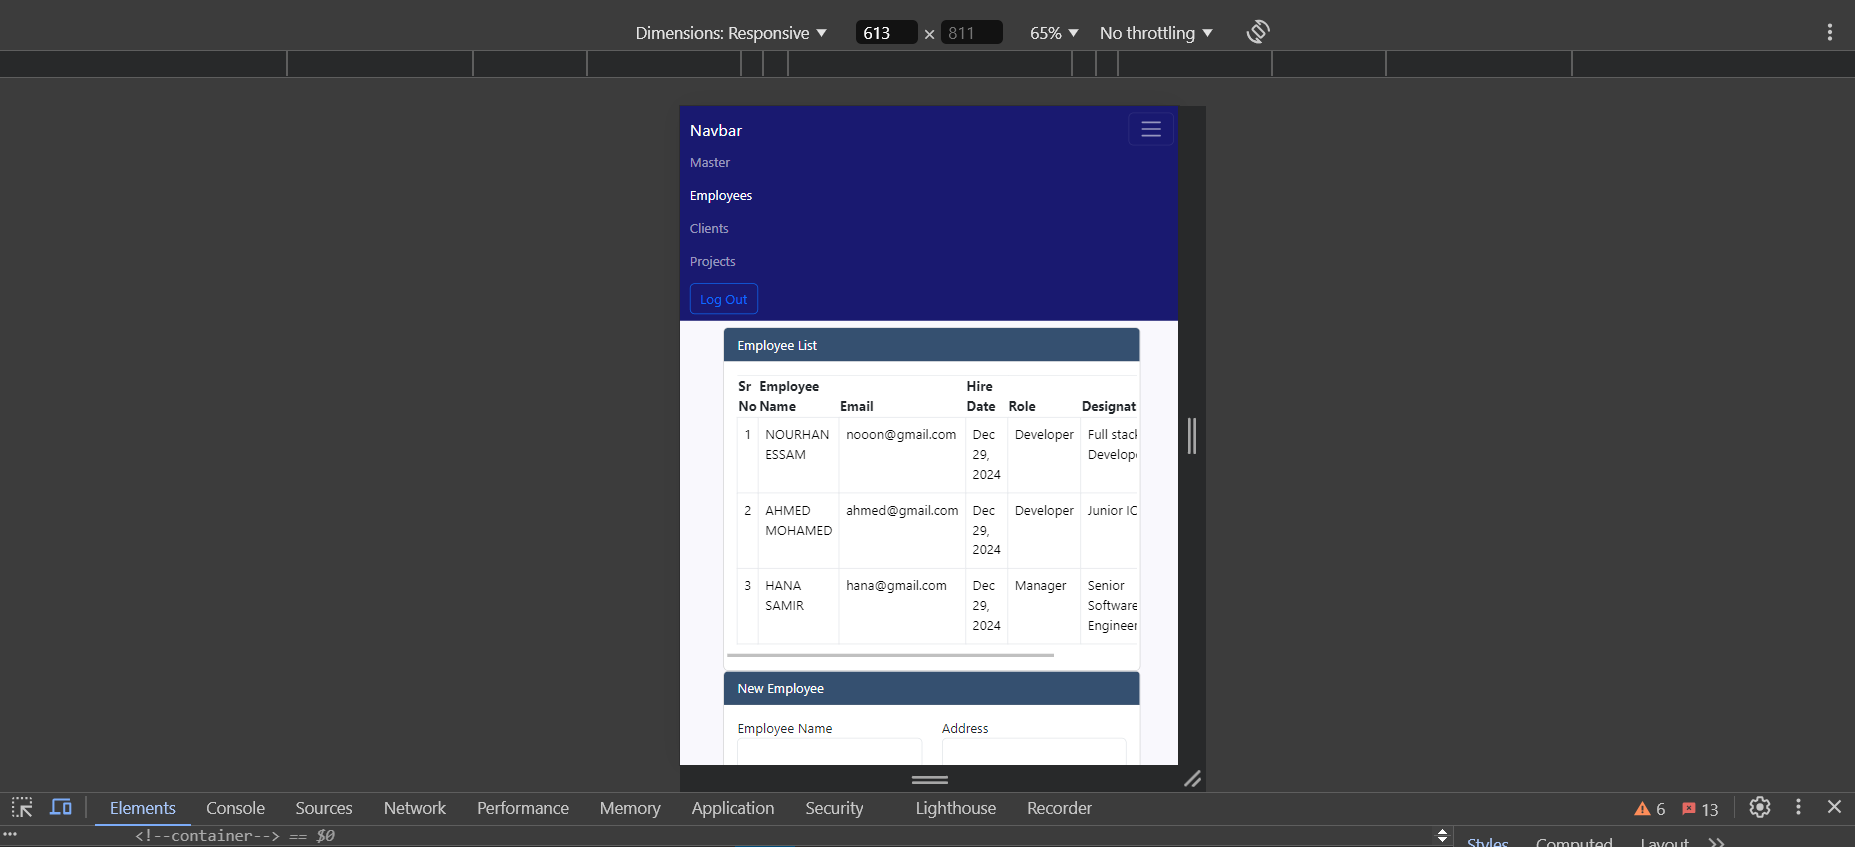 Dimensions: Responsive 613 × 811 65% No throttling
Navbar
Master
Employees
Clients
Projects
Log Out
Employee List
Sr No Employee Name Email Hire Date Role Designat
1 NOURHAN ESSAM nooon@gmail.com Dec 29, 2024 Developer Full stack Develop
2 AHMED MOHAMED ahmed@gmail.com Dec 29, 2024 Developer Junior IO
3 HANA SAMIR hana@gmail.com Dec 29, 2024 Manager Senior Software Engineer
New Employee
Employee Name Address
Elements Console Sources Network Performance Memory Application Security Lighthouse Recorder 6 13
<!--container--> == $0
Styles Computed Layout